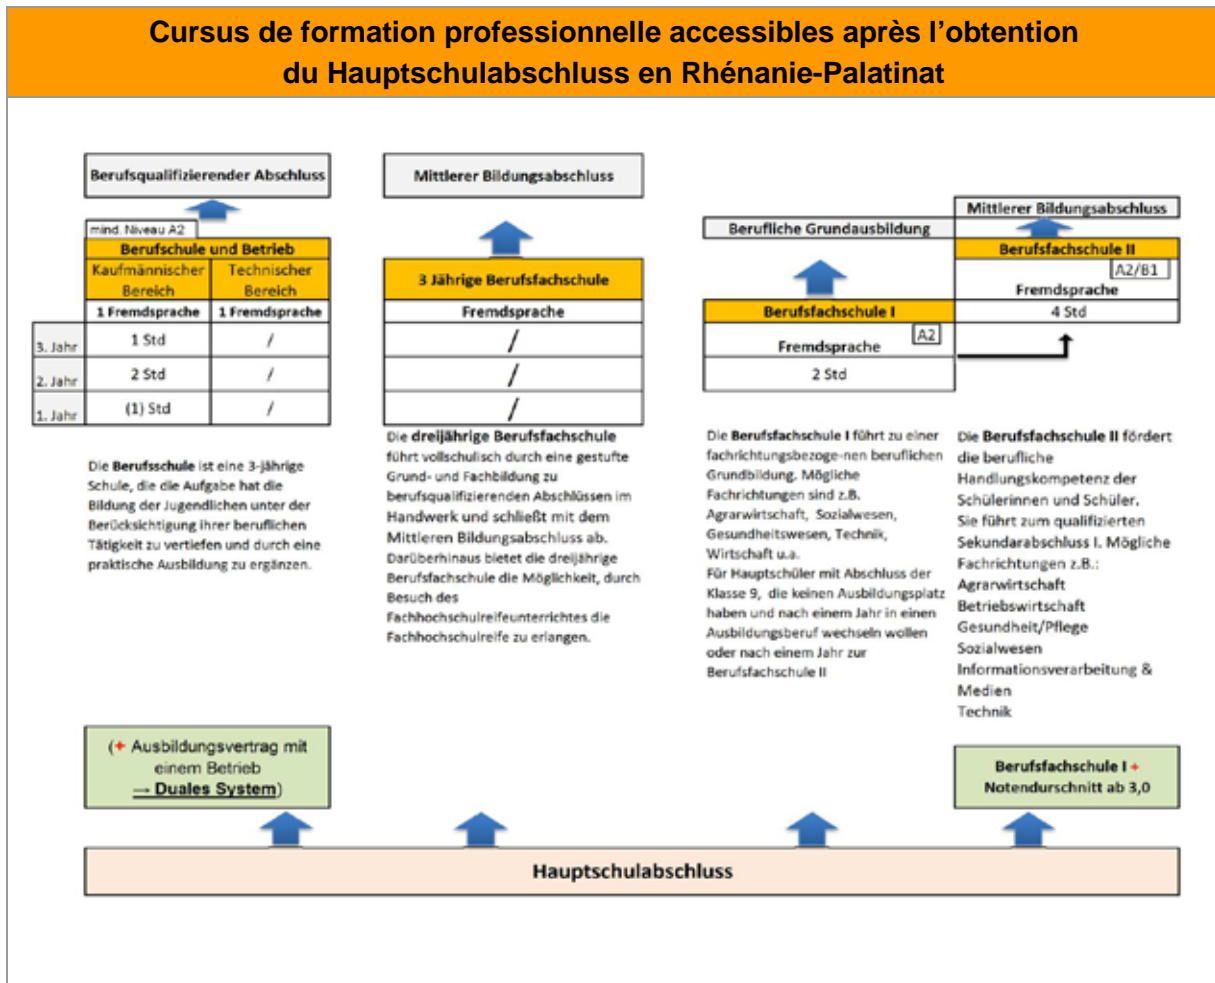 Cursus de formation professionnelle accessibles après l’obtention
du Hauptschulabschluss en Rhénanie-Palatinat
Berufsqualifizierender Abschluss
mind. Niveau A2
Berufschule und Betrieb
Kaufmännischer
Bereich
Technischer
Bereich
1 Fremdsprache
1 Fremdsprache
3. Jahr
1 Std
/
2. Jahr
2 Std
/
1. Jahr
(1) Std
/
Die Berufsschule ist eine 3-jährige
Schule, die die Aufgabe hat die
Bildung der Jugendlichen unter der
Berücksichtigung ihrer beruflichen
Tätigkeit zu vertiefen und durch eine
praktische Ausbildung zu ergänzen.
(+ Ausbildungsvertrag mit
einem Betrieb
→ Duales System)
Mittlerer Bildungsabschluss
3 Jährige Berufsfachschule
Fremdsprache
/
/
/
Die dreijährige Berufsfachschule
führt vollschulisch durch eine gestufte
Grund- und Fachbildung zu
berufsqualifizierenden Abschlüssen im
Handwerk und schließt mit dem
Mittleren Bildungsabschluss ab.
Darüberhinaus bietet die dreijährige
Berufsfachschule die Möglichkeit, durch
Besuch des
Fachhochschulreifeunterrichtes die
Fachhochschulreife zu erlangen.
Berufliche Grundausbildung
Berufsfachschule I
A2
Fremdsprache
2 Std
Die Berufsfachschule I führt zu einer
fachrichtungsbezoge-nen beruflichen
Grundbildung. Mögliche
Fachrichtungen sind z.B.
Agrarwirtschaft, Sozialwesen,
Gesundheitswesen, Technik,
Wirtschaft u.a.
Für Hauptschüler mit Abschluss der
Klasse 9, die keinen Ausbildungsplatz
haben und nach einem Jahr in einen
Ausbildungsberuf wechseln wollen
oder nach einem Jahr zur
Berufsfachschule II
Mittlerer Bildungsabschluss
Berufsfachschule II
A2/B1
Fremdsprache
4 Std
Die Berufsfachschule II fördert
die berufliche
Handlungskompetenz der
Schülerinnen und Schüler.
Sie führt zum qualifizierten
Sekundarabschluss I. Mögliche
Fachrichtungen z.B.:
Agrarwirtschaft
Betriebswirtschaft
Gesundheit/Pflege
Sozialwesen
Informationsverarbeitung &
Medien
Technik
Berufsfachschule I +
Notendurschnitt ab 3,0
Hauptschulabschluss